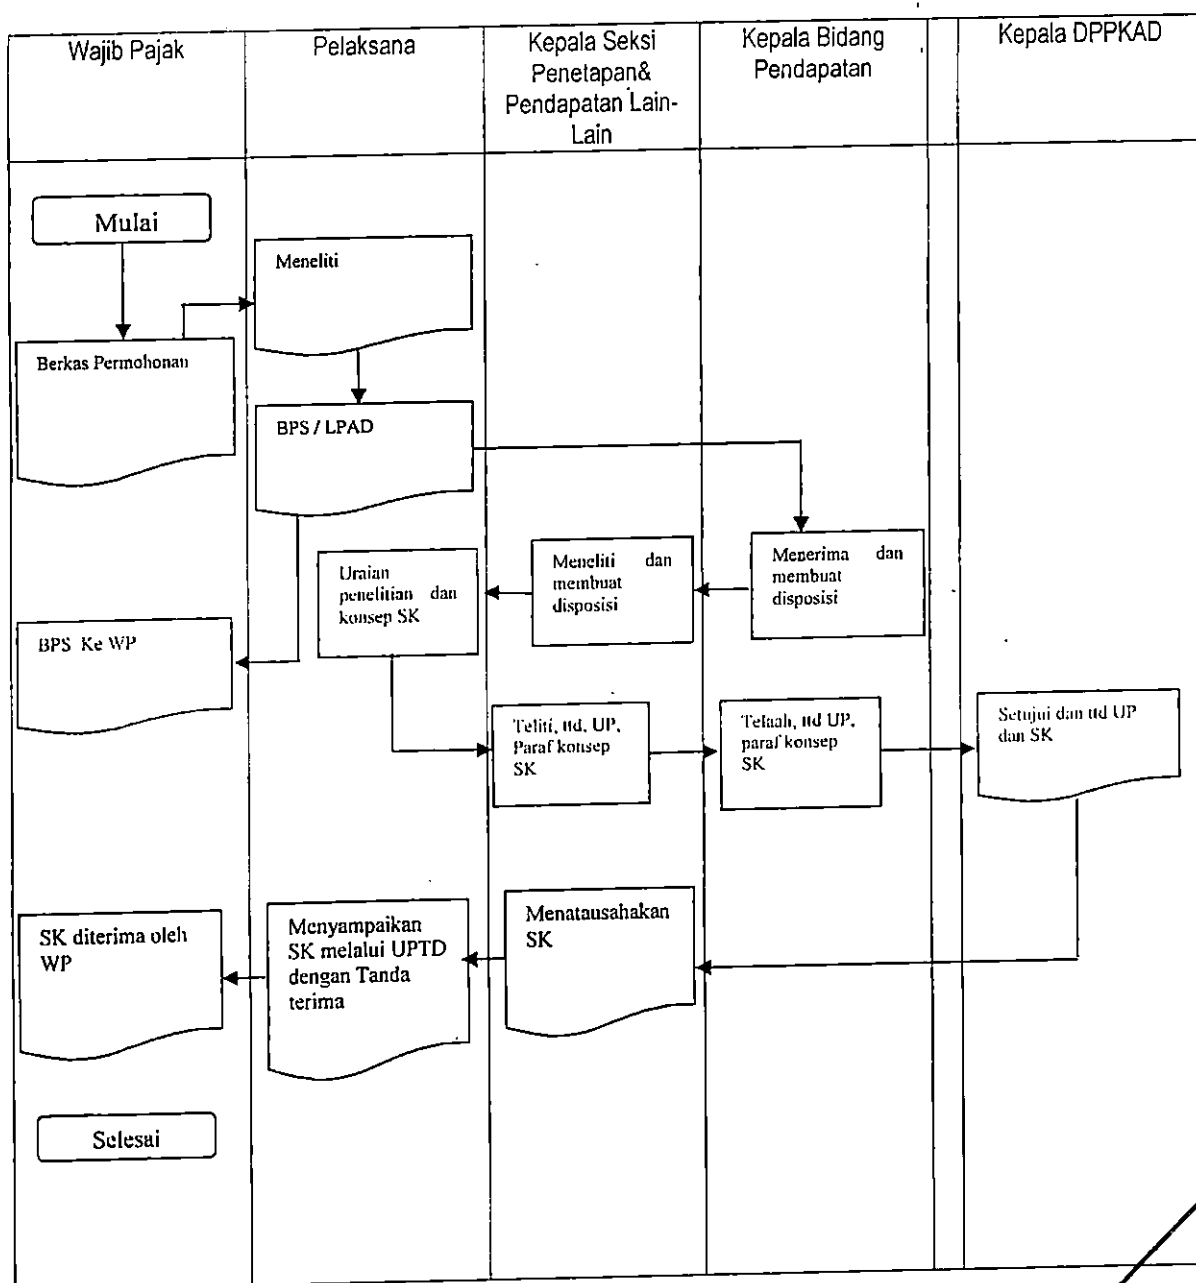 Wajib Pajak
Pelaksana
Kepala Seksi
Penetapan&
Pendapatan Lain-
Lain
Kepala Bidang
Pendapatan
Kepala DPPKAD
Mulai
Meneliti
Berkas Permohonan
BPS / LPAD
Uraian
penelitian dan
konsep SK
Meneliti dan
membuat
disposisi
Menerima dan
membuat
disposisi
BPS Ke WP
Teliti, ttd, UP,
Paraf konsep
SK
Telaah, ttd UP,
paraf konsep
SK
Setujui dan ttd UP
dan SK
SK diterima oleh
WP
Menyampaikan
SK melalui UPTD
dengan Tanda
terima
Menatausahakan
SK
Selesai